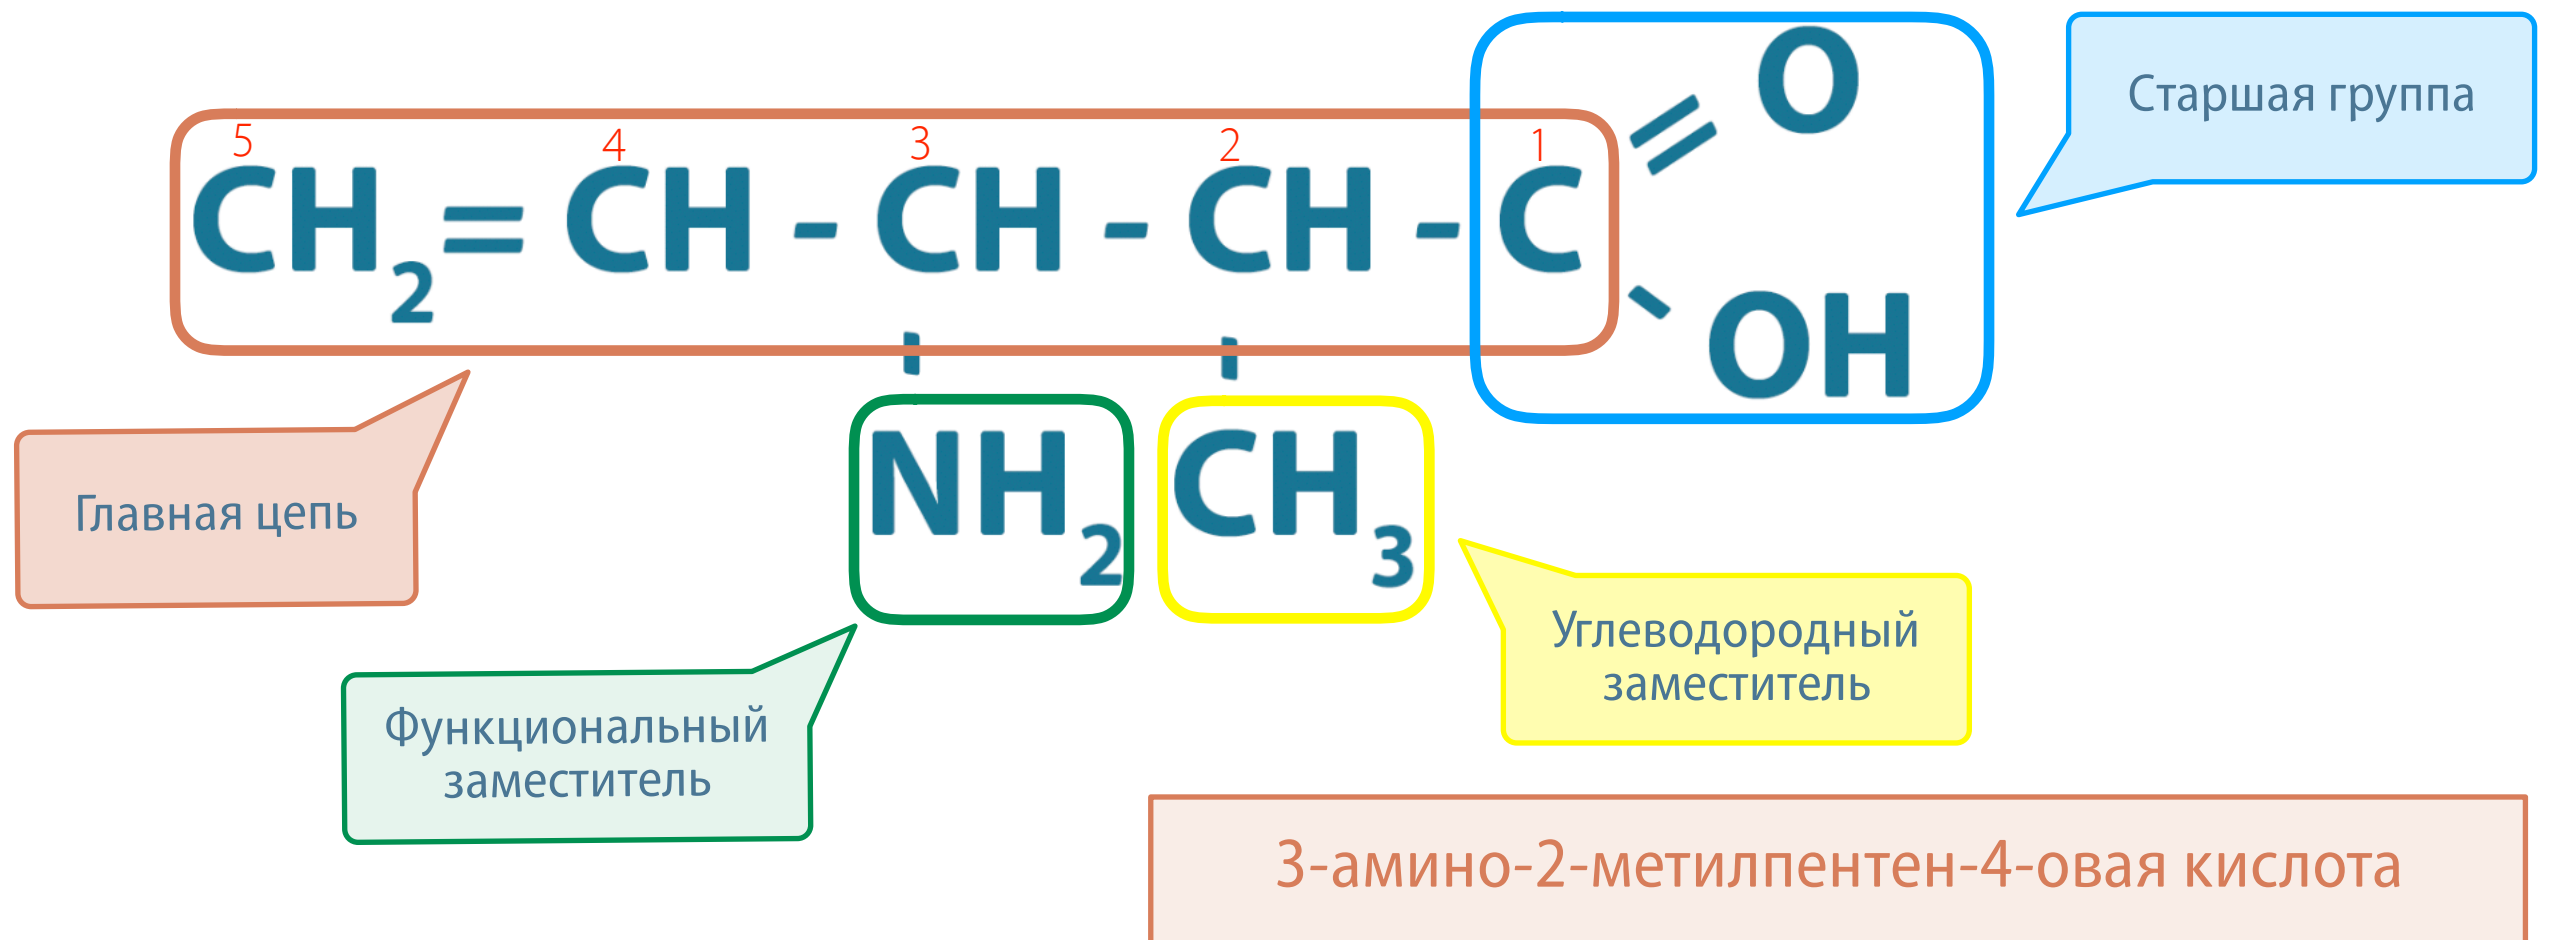 O
Старшая группа
5 4 3 2 1
CH₂ = CH - CH - CH - C
OH
NH₂ CH₃
Главная цепь
Углеводородный
заместитель
Функциональный
заместитель
3-амино-2-метилпентен-4-овая кислота